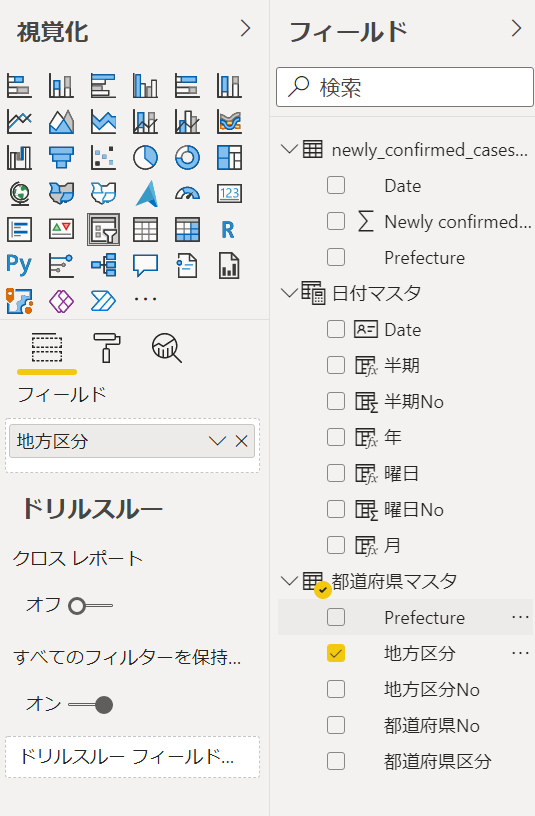 視覚化
123
R
Py
フィールド
地方区分
ドリルスルー
クロス レポート
オフ
すべてのフィルターを保持...
オン
ドリルスルー フィールド...
フィールド
検索
newly_confirmed_cases...
Date
Newly confirmed...
Prefecture
日付マスタ
Date
半期
半期No
年
曜日
曜日No
月
都道府県マスタ
Prefecture
地方区分
地方区分No
都道府県No
都道府県区分